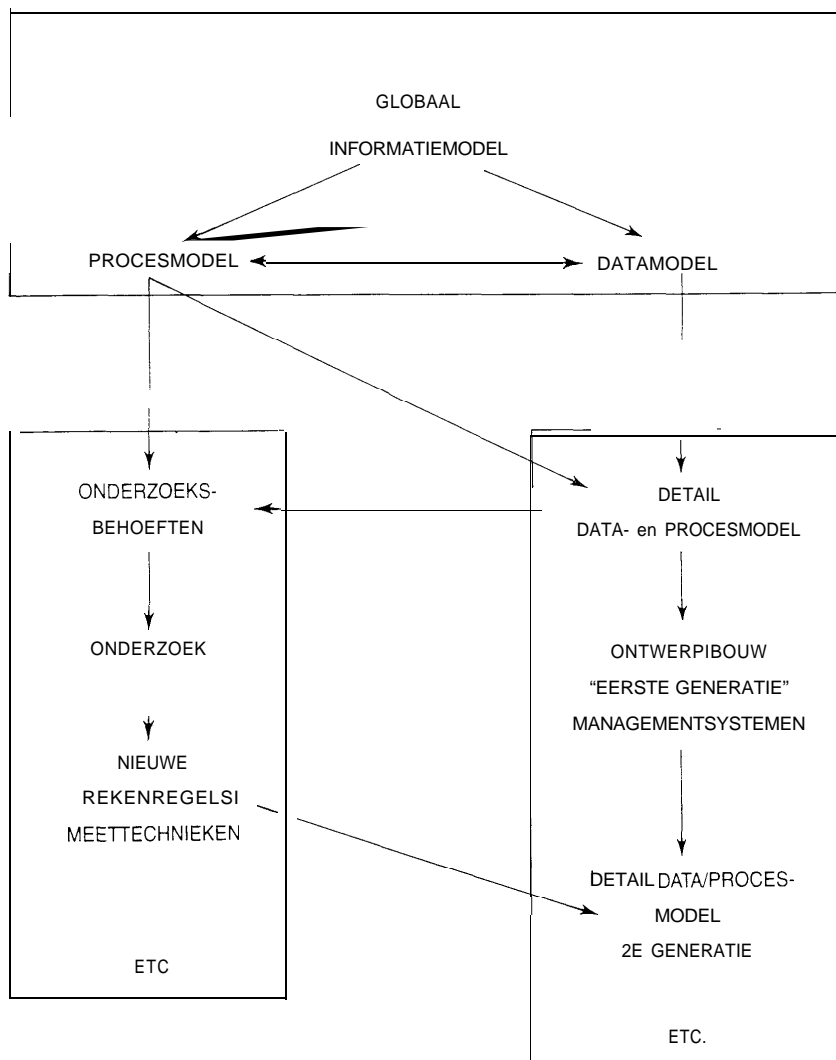 GLOBAAL
INFORMATIEMODEL
PROCESMODEL
DATAMODEL
ONDERZOEKS-
BEHOEFTEN
ONDERZOEK
NIEUWE
REKENREGELSI
MEETTECHNIEKEN
ETC
DETAIL
DATA- en PROCESMODEL
ONTWERPIBOUW
“EERSTE GENERATIE”
MANAGEMENTSYSTEMEN
DETAIL DATA/PROCES-
MODEL
2E GENERATIE
ETC.